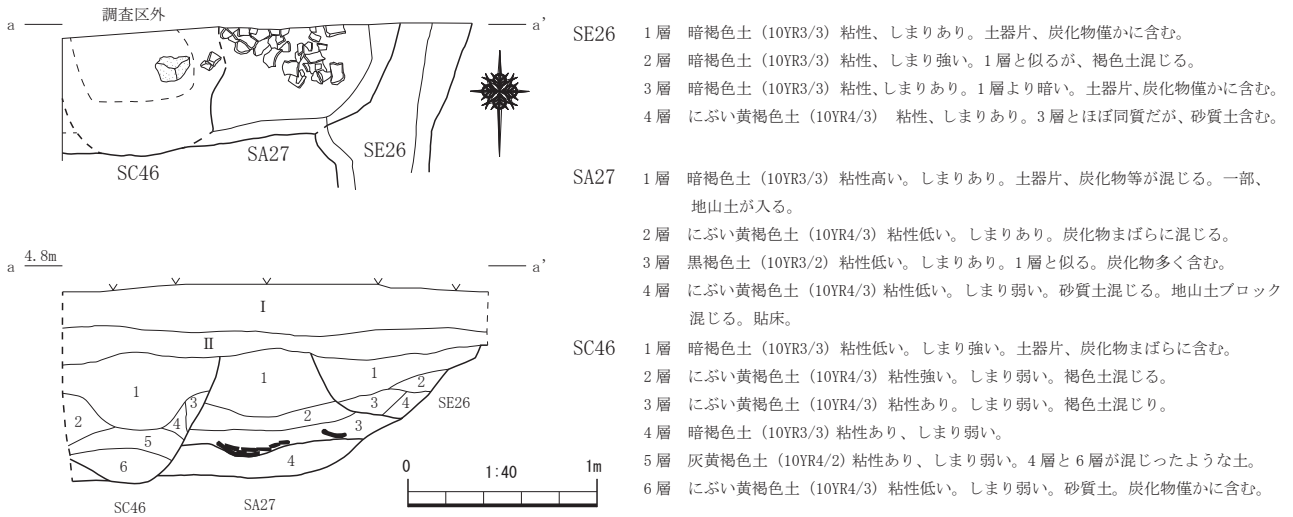 調査区外
a a'
SC46
SA27
SE26
a 4.8m a'
I
II
1 1 1 2
2 3 4 2 3 4 SE26
5 3
6 4
SC46
SA27
0 1:40 1m
SE26 1層 暗褐色土（10YR3/3）粘性、しまりあり。土器片、炭化物僅かに含む。
2層 暗褐色土（10YR3/3）粘性、しまり強い。1層と似るが、褐色土混じる。
3層 暗褐色土（10YR3/3）粘性、しまりあり。1層より暗い。土器片、炭化物僅かに含む。
4層 にぶい黄褐色土（10YR4/3） 粘性、しまりあり。3層とほぼ同質だが、砂質土含む。
SA27 1層 暗褐色土（10YR3/3）粘性高い。しまりあり。土器片、炭化物等が混じる。一部、
地山土が入る。
2層 にぶい黄褐色土（10YR4/3）粘性低い。しまりあり。炭化物まばらに混じる。
3層 黒褐色土（10YR3/2）粘性低い。しまりあり。1層と似る。炭化物多く含む。
4層 にぶい黄褐色土（10YR4/3）粘性低い。しまり弱い。砂質土混じる。地山土ブロック
混じる。貼床。
SC46 1層 暗褐色土（10YR3/3）粘性低い。しまり強い。土器片、炭化物まばらに含む。
2層 にぶい黄褐色土（10YR4/3）粘性強い。しまり弱い。褐色土混じる。
3層 にぶい黄褐色土（10YR4/3）粘性あり。しまり弱い。褐色土混じり。
4層 暗褐色土（10YR3/3）粘性あり、しまり弱い。
5層 灰黄褐色土（10YR4/2）粘性あり、しまり弱い。4層と6層が混じったような土。
6層 にぶい黄褐色土（10YR4/3）粘性低い。しまり弱い。砂質土。炭化物僅かに含む。